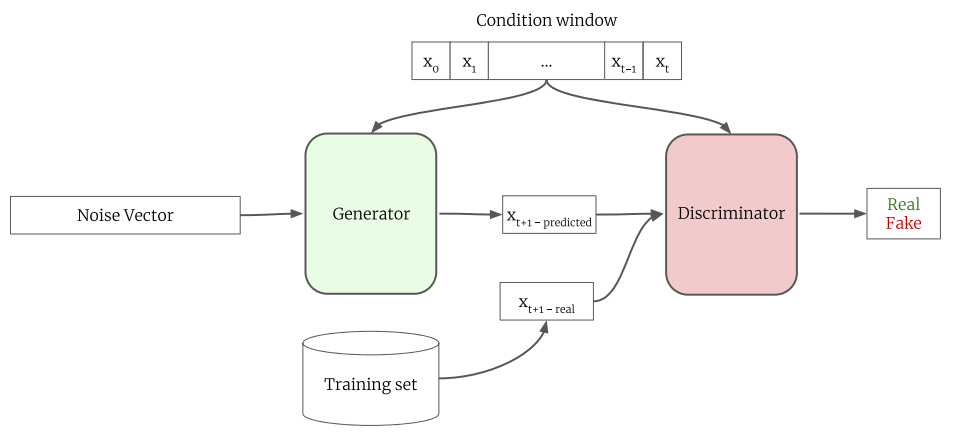 Condition window
x0 x1 ... xt-1 xt
Generator
Discriminator
Noise Vector
xt+1 - predicted
Real
Fake
xt+1 - real
Training set